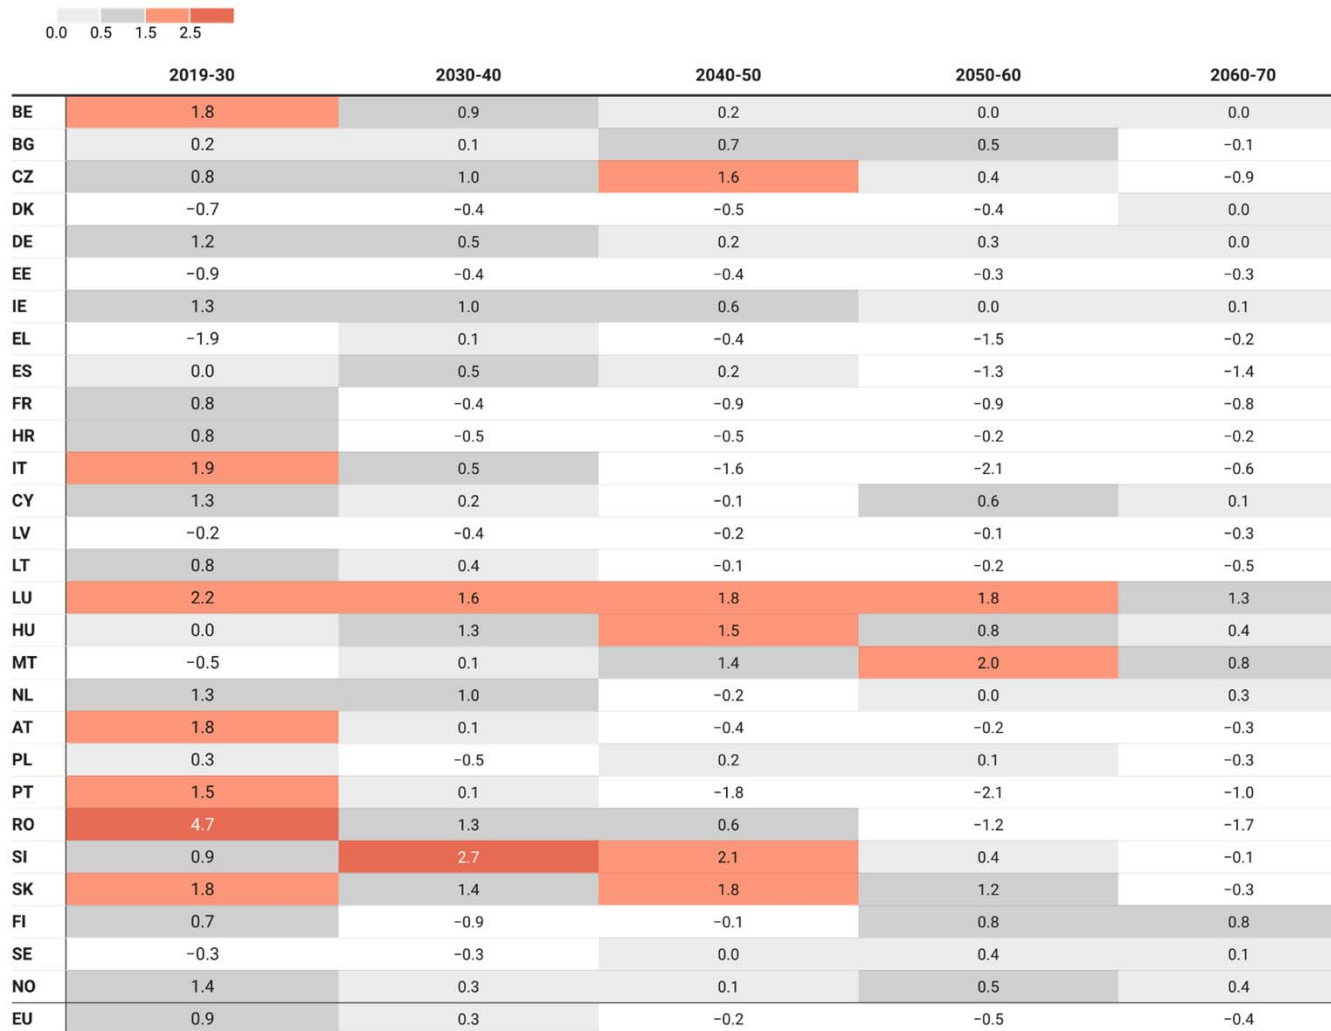 0.0 0.5 1.5 2.5
2019-30 2030-40 2040-50 2050-60 2060-70
BE 1.8 0.9 0.2 0.0 0.0
BG 0.2 0.1 0.7 0.5 −0.1
CZ 0.8 1.0 1.6 0.4 −0.9
DK −0.7 −0.4 −0.5 −0.4 0.0
DE 1.2 0.5 0.2 0.3 0.0
EE −0.9 −0.4 −0.4 −0.3 −0.3
IE 1.3 1.0 0.6 0.0 0.1
EL −1.9 0.1 −0.4 −1.5 −0.2
ES 0.0 0.5 0.2 −1.3 −1.4
FR 0.8 −0.4 −0.9 −0.9 −0.8
HR 0.8 −0.5 −0.5 −0.2 −0.2
IT 1.9 0.5 −1.6 −2.1 −0.6
CY 1.3 0.2 −0.1 0.6 0.1
LV −0.2 −0.4 −0.2 −0.1 −0.3
LT 0.8 0.4 −0.1 −0.2 −0.5
LU 2.2 1.6 1.8 1.8 1.3
HU 0.0 1.3 1.5 0.8 0.4
MT −0.5 0.1 1.4 2.0 0.8
NL 1.3 1.0 −0.2 0.0 0.3
AT 1.8 0.1 −0.4 −0.2 −0.3
PL 0.3 −0.5 0.2 0.1 −0.3
PT 1.5 0.1 −1.8 −2.1 −1.0
RO 4.7 1.3 0.6 −1.2 −1.7
SI 0.9 2.7 2.1 0.4 −0.1
SK 1.8 1.4 1.8 1.2 −0.3
FI 0.7 −0.9 −0.1 0.8 0.8
SE −0.3 −0.3 0.0 0.4 0.1
NO 1.4 0.3 0.1 0.5 0.4
EU 0.9 0.3 −0.2 −0.5 −0.4